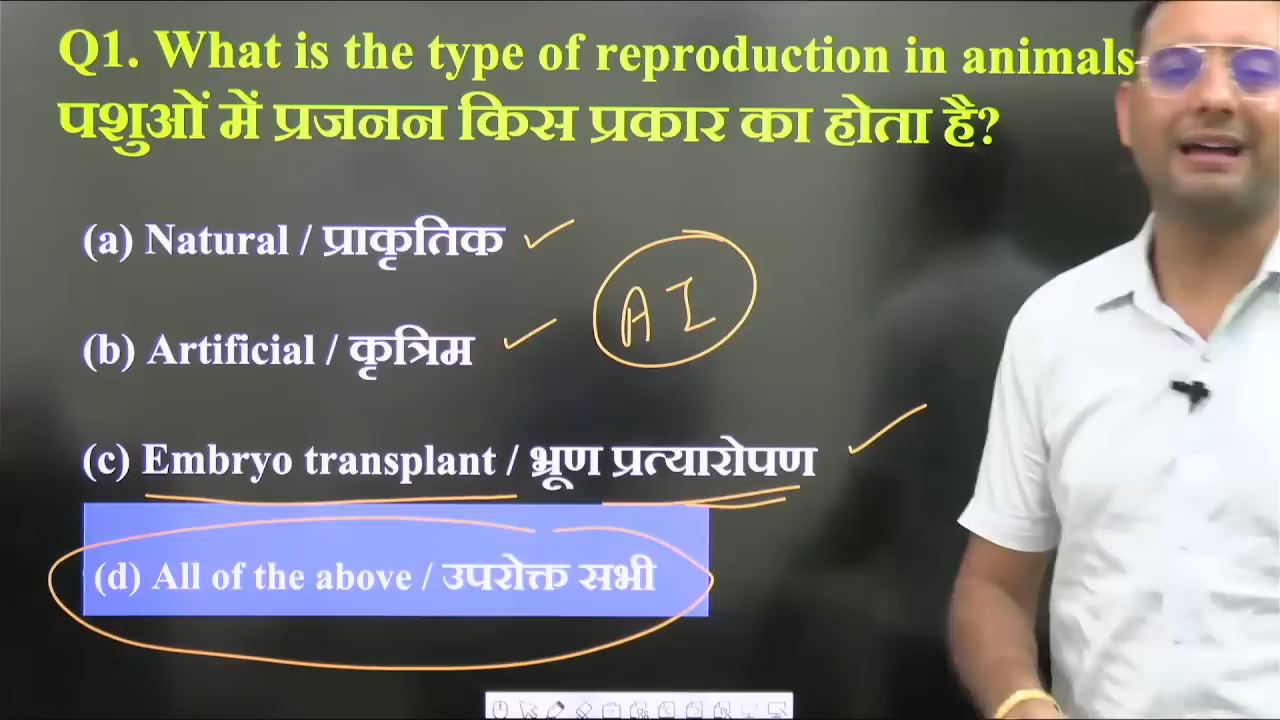 Q1. What is the type of reproduction in animals
पशुओं में प्रजनन किस प्रकार का होता है?
(a) Natural / प्राकृतिक
AI
(b) Artificial / कृत्रिम
(c) Embryo transplant / भ्रूण प्रत्यारोपण
(d) All of the above / उपरोक्त सभी